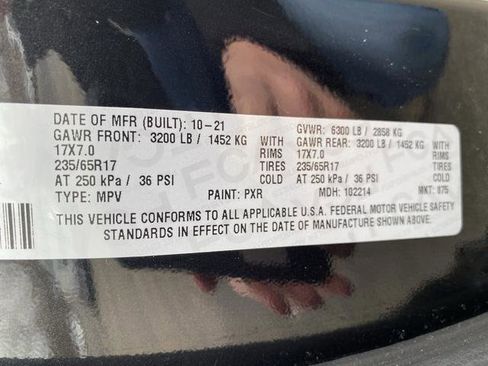 DATE OF MFR (BUILT): 10-21 GVWR: 6300 LB / 2858 KG
GAWR FRONT: 3200 LB / 1452 KG WITH GAWR REAR: 3200 LB / 1452 KG WITH
17X7.0 RIMS 17X7.0 RIMS
235/65R17 TIRES 235/65R17 TIRES
AT 250 kPa / 36 PSI COLD AT 250 kPa / 36 PSI COLD
TYPE: MPV PAINT: PXR MDH: 102214 MKT: 875
THIS VEHICLE CONFORMS TO ALL APPLICABLE U.S.A. FEDERAL MOTOR VEHICLE SAFETY
STANDARDS IN EFFECT ON THE DATE OF MANUFACTURE SHOWN ABOVE.